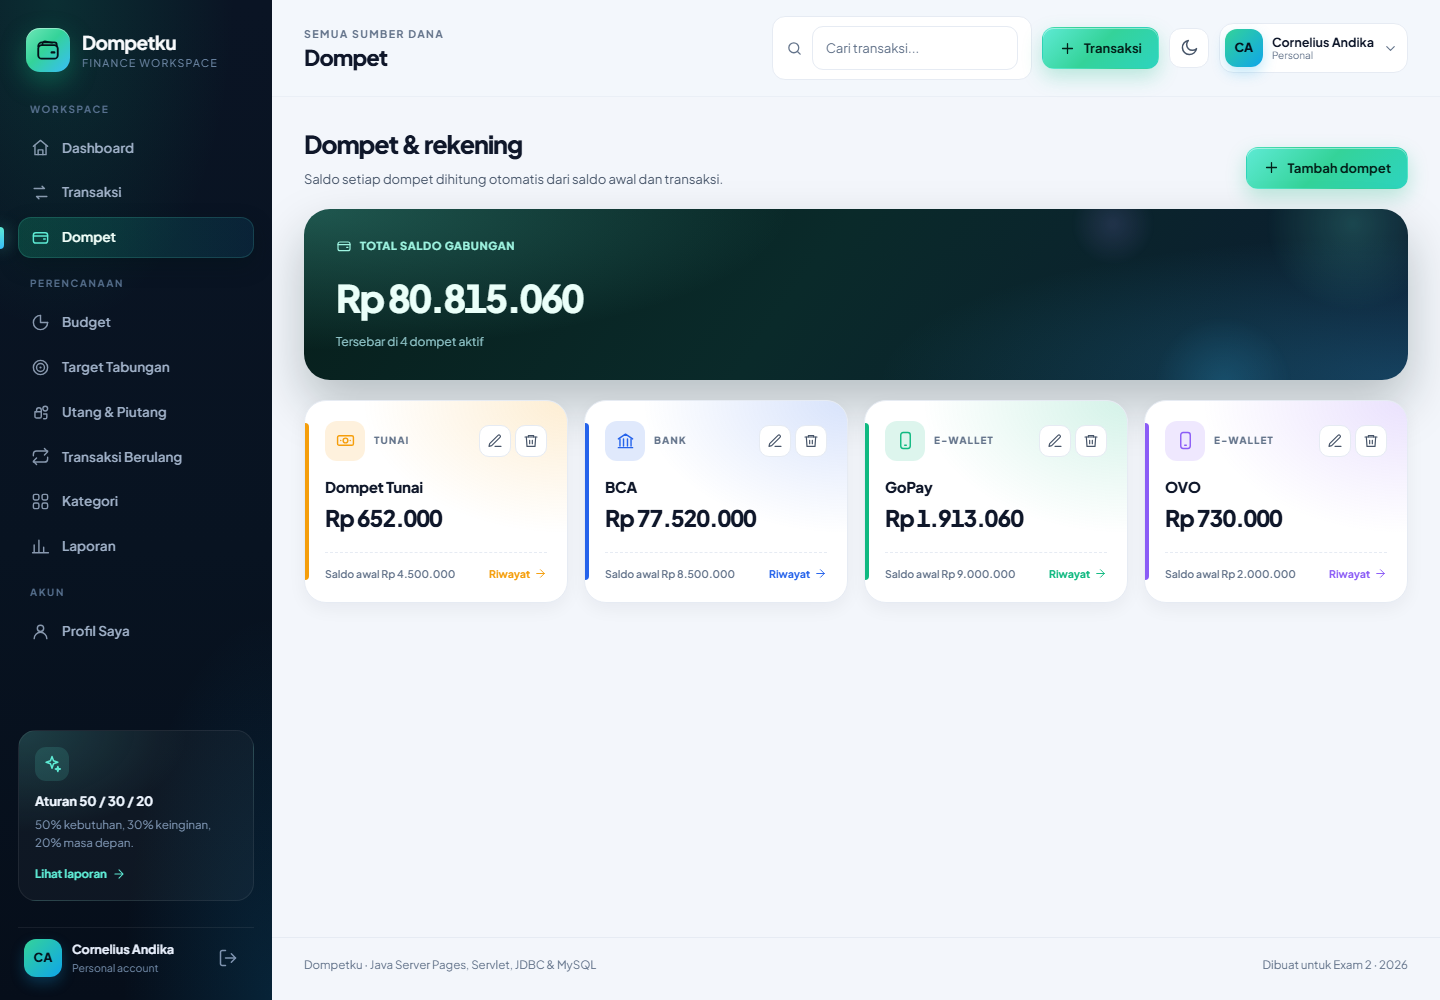 Dompetku
FINANCE WORKSPACE
WORKSPACE
Dashboard
Transaksi
Dompet
PERENCANAAN
Budget
Target Tabungan
Utang & Piutang
Transaksi Berulang
Kategori
Laporan
AKUN
Profil Saya
Aturan 50 / 30 / 20
50% kebutuhan, 30% keinginan,
20% masa depan.
Lihat laporan →
CA
Cornelius Andika
Personal account
SEMUA SUMBER DANA
Dompet
Cari transaksi...
+ Transaksi
CA
Cornelius Andika
Personal
Dompet & rekening
Saldo setiap dompet dihitung otomatis dari saldo awal dan transaksi.
+ Tambah dompet
TOTAL SALDO GABUNGAN
Rp 80.815.060
Tersebar di 4 dompet aktif
TUNAI
Dompet Tunai
Rp 652.000
Saldo awal Rp 4.500.000
Riwayat →
BANK
BCA
Rp 77.520.000
Saldo awal Rp 8.500.000
Riwayat →
E-WALLET
GoPay
Rp 1.913.060
Saldo awal Rp 9.000.000
Riwayat →
E-WALLET
OVO
Rp 730.000
Saldo awal Rp 2.000.000
Riwayat →
Dompetku · Java Server Pages, Servlet, JDBC & MySQL
Dibuat untuk Exam 2 · 2026